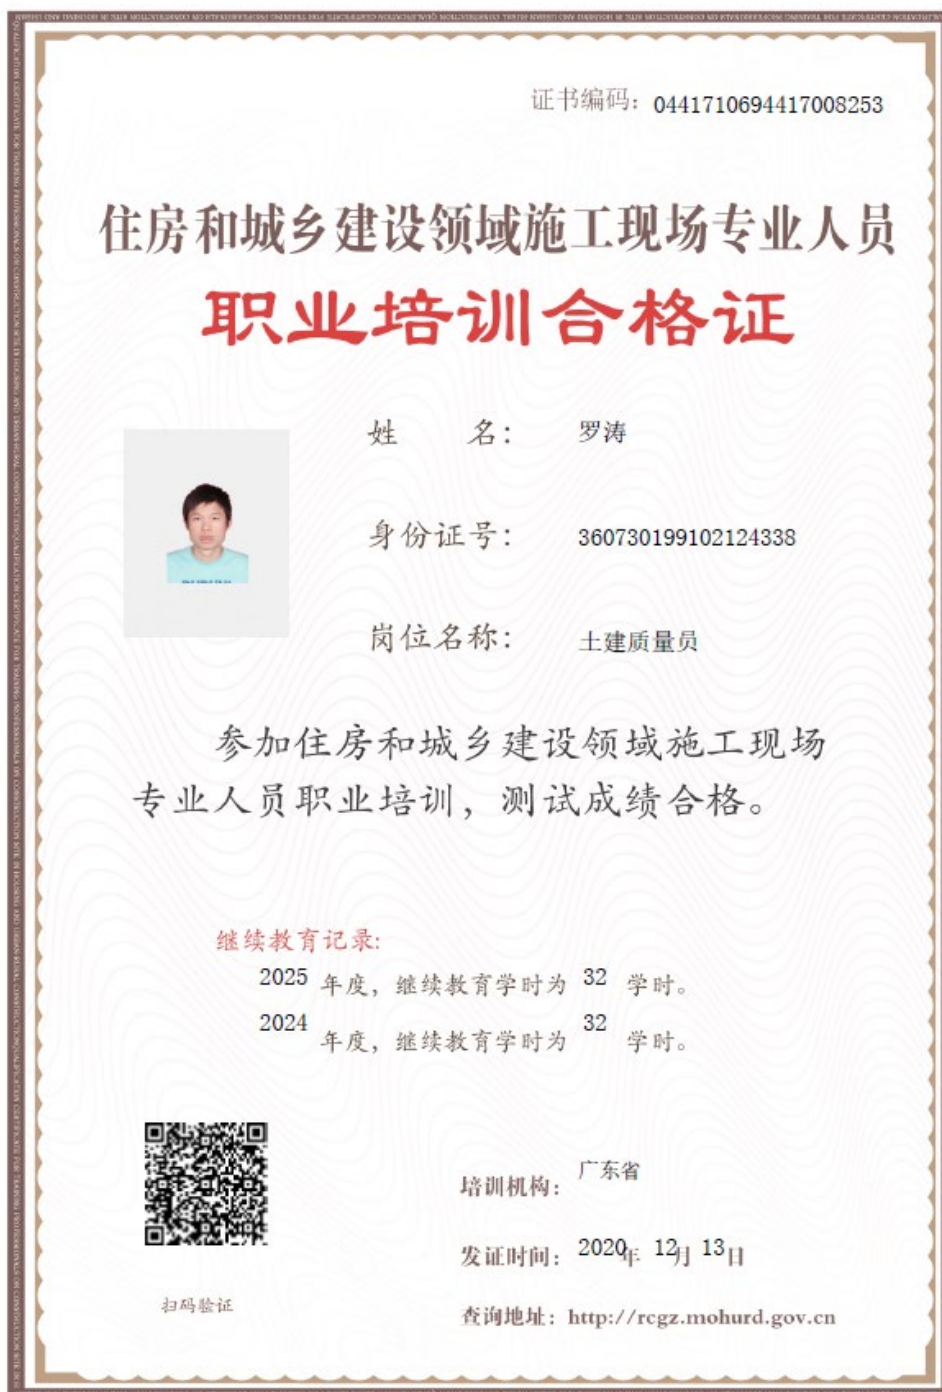 证书编码：0441710694417008253
住房和城乡建设领域施工现场专业人员
职业培训合格证
姓 名： 罗涛
身份证号： 360730199102124338
岗位名称： 土建质量员
参加住房和城乡建设领域施工现场
专业人员职业培训，测试成绩合格。
继续教育记录:
2025 年度，继续教育学时为 32 学时。
2024 年度，继续教育学时为 32 学时。
培训机构： 广东省
发证时间： 2020年 12月 13日
扫码验证
查询地址：http://rcgz.mohurd.gov.cn